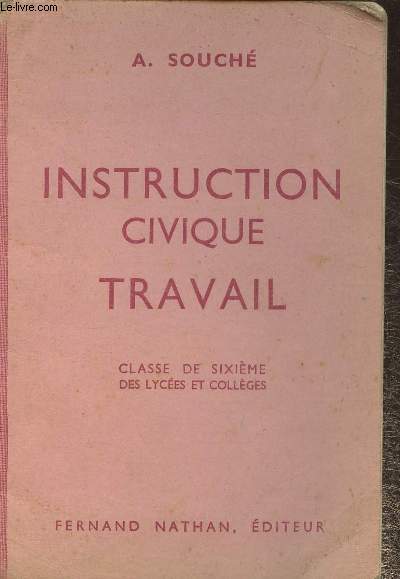 Le-livre.com
A. SOUCHÉ
INSTRUCTION
CIVIQUE
TRAVAIL
CLASSE DE SIXIÈME
DES LYCÉES ET COLLÈGES
FERNAND NATHAN, ÉDITEUR